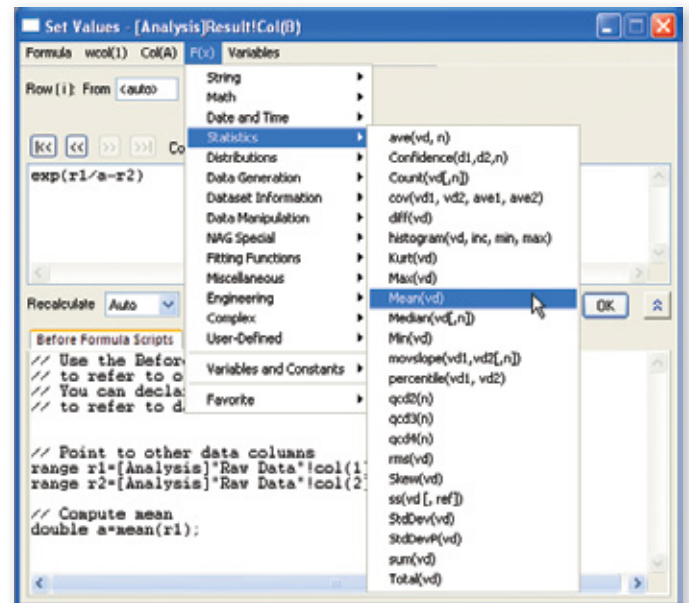 Set Values - [Analysis]Result!Col(B)
Formula wcol(1) Col(A) F(x) Variables
Row [i]: From <auto>
Co
exp(r1/a-r2)
String
Math
Date and Time
Statistics
Distributions
Data Generation
Dataset Information
Data Manipulation
NAG Special
Fitting Functions
Miscellaneous
Engineering
Complex
User-Defined
Variables and Constants
Favorite
ave(vd, n)
Confidence(d1,d2,n)
Count(vd[,n])
cov(vd1, vd2, ave1, ave2)
diff(vd)
histogram(vd, inc, min, max)
Kurt(vd)
Max(vd)
Mean(vd)
Median(vd[,n])
Min(vd)
movslope(vd1,vd2[,n])
percentile(vd1, vd2)
qcd2(n)
qcd3(n)
qcd4(n)
rms(vd)
Skew(vd)
ss(vd [, ref])
StdDev(vd)
StdDevP(vd)
sum(vd)
Total(vd)
Recalculate Auto
OK
Before Formula Scripts
// Use the Befor
// to refer to o
// You can decla
// to refer to d
// Point to other data columns
range r1=[Analysis]"Raw Data"!col(1)
range r2=[Analysis]"Raw Data"!col(2)
// Compute mean
double a=mean(r1);